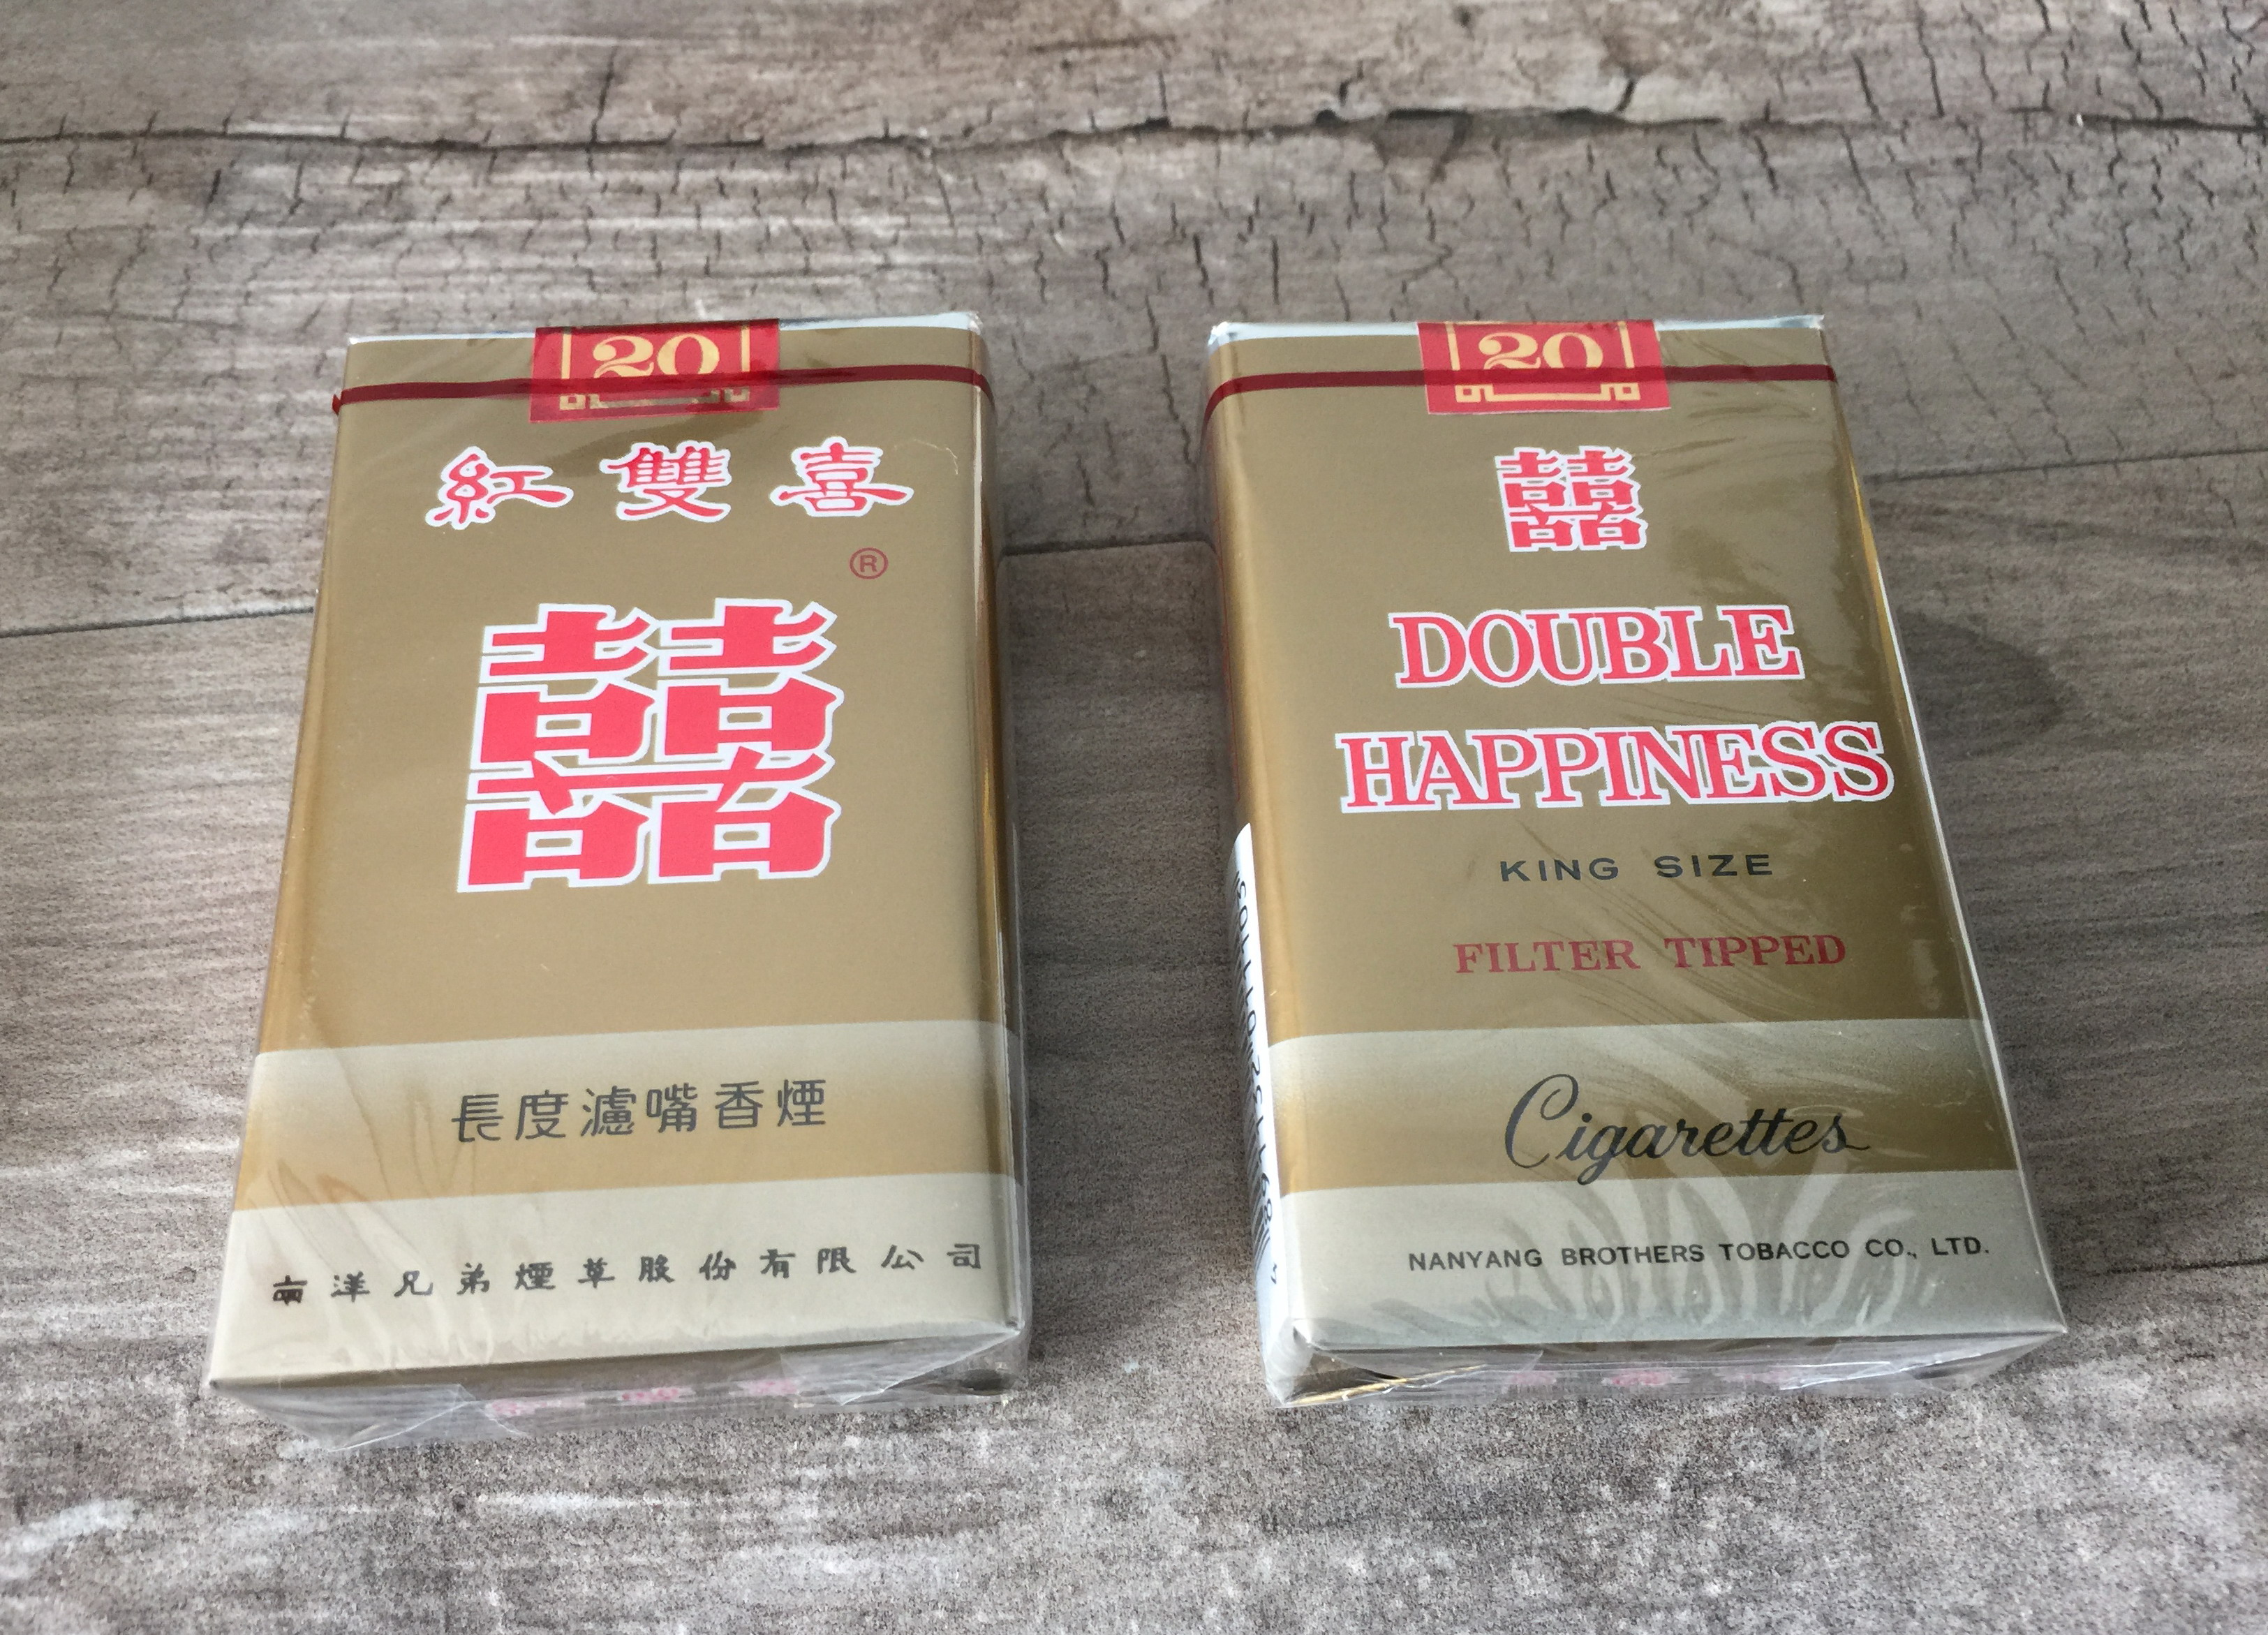 20
紅雙喜
®
囍
長度濾嘴香煙
南洋兄弟煙草股份有限公司
20
囍
DOUBLE
HAPPINESS
KING SIZE
FILTER TIPPED
Cigarettes
NANYANG BROTHERS TOBACCO CO., LTD.